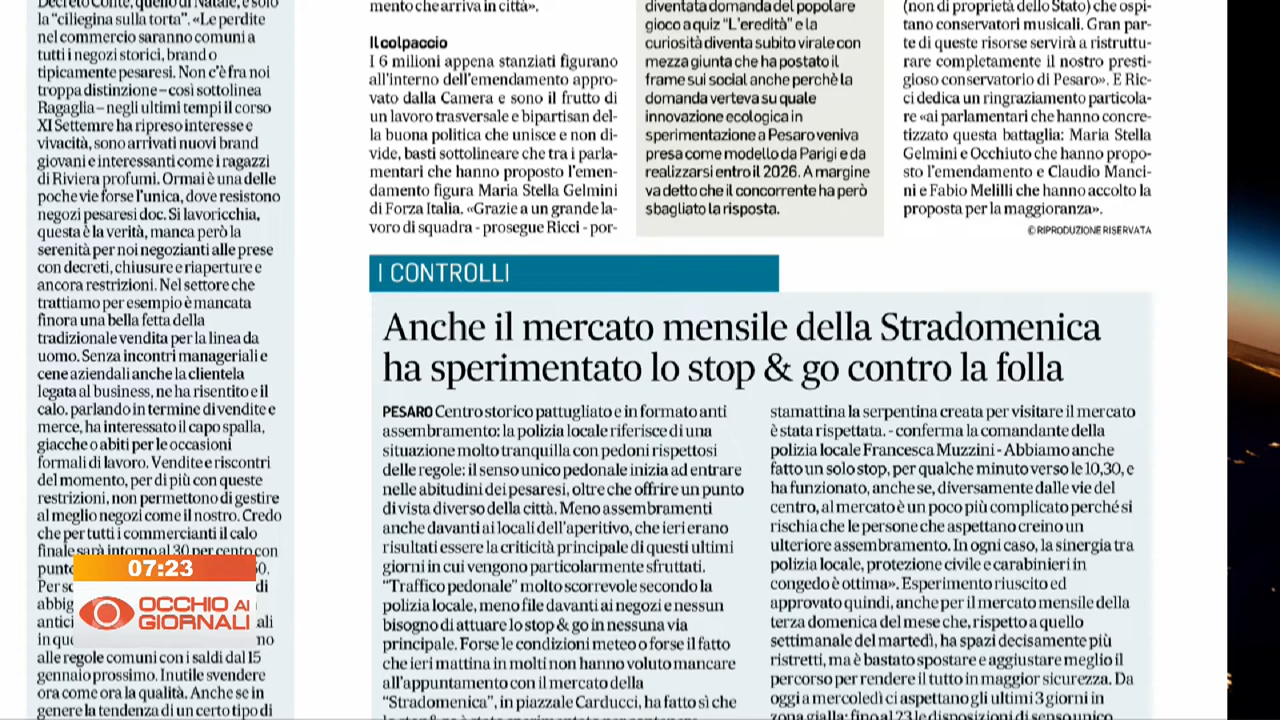 Decreto Conte, quello di Natale, è solo
la "ciliegina sulla torta". «Le perdite
nel commercio saranno comuni a
tutti i negozi storici, brand o
tipicamente pesaresi. Non c'è fra noi
troppa distinzione – così sottolinea
Ragaglia – negli ultimi tempi il corso
XI Settemre ha ripreso interesse e
vivacità, sono arrivati nuovi brand
giovani e interessanti come i ragazzi
di Riviera profumi. Ormai è una delle
poche vie forse l'unica, dove resistono
negozi pesaresi doc. Si lavoricchia,
questa è la verità, manca però la
serenità per noi negozianti alle prese
con decreti, chiusure e riaperture e
ancora restrizioni. Nel settore che
trattiamo per esempio è mancata
finora una bella fetta della
tradizionale vendita per la linea da
uomo. Senza incontri manageriali e
cene aziendali anche la clientela
legata al business, ne ha risentito e il
calo. parlando in termine di vendite e
merce, ha interessato il capo spalla,
giacche o abiti per le occasioni
formali di lavoro. Vendite e riscontri
del momento, per di più con queste
restrizioni, non permettono di gestire
al meglio negozi come il nostro. Credo
che per tutti i commercianti il calo
finale sarà intorno al 30 per cento con
alle regole comuni con i saldi dal 15
gennaio prossimo. Inutile svendere
ora come ora la qualità. Anche se in
genere la tendenza di un certo tipo di
mento che arriva in città».
Il colpaccio
I 6 milioni appena stanziati figurano
all'interno dell'emendamento appro-
vato dalla Camera e sono il frutto di
un lavoro trasversale e bipartisan del-
la buona politica che unisce e non di-
vide, basti sottolineare che tra i parla-
mentari che hanno proposto l'emen-
damento figura Maria Stella Gelmini
di Forza Italia. «Grazie a un grande la-
voro di squadra - prosegue Ricci - por-
diventata domanda del popolare
gioco a quiz "L'eredità" e la
curiosità diventa subito virale con
mezza giunta che ha postato il
frame sui social anche perchè la
domanda verteva su quale
innovazione ecologica in
sperimentazione a Pesaro veniva
presa come modello da Parigi e da
realizzarsi entro il 2026. A margine
va detto che il concorrente ha però
sbagliato la risposta.
(non di proprietà dello Stato) che ospi-
tano conservatori musicali. Gran par-
te di queste risorse servirà a ristruttu-
rare completamente il nostro presti-
gioso conservatorio di Pesaro». E Ric-
ci dedica un ringraziamento particola-
re «ai parlamentari che hanno concre-
tizzato questa battaglia: Maria Stella
Gelmini e Occhiuto che hanno propo-
sto l'emendamento e Claudio Manci-
ni e Fabio Melilli che hanno accolto la
proposta per la maggioranza».
© RIPRODUZIONE RISERVATA
I CONTROLLI
Anche il mercato mensile della Stradomenica
ha sperimentato lo stop & go contro la folla
PESARO Centro storico pattugliato e in formato anti
assembramento: la polizia locale riferisce di una
situazione molto tranquilla con pedoni rispettosi
delle regole: il senso unico pedonale inizia ad entrare
nelle abitudini dei pesaresi, oltre che offrire un punto
di vista diverso della città. Meno assembramenti
anche davanti ai locali dell'aperitivo, che ieri erano
risultati essere la criticità principale di questi ultimi
giorni in cui vengono particolarmente sfruttati.
"Traffico pedonale" molto scorrevole secondo la
polizia locale, meno file davanti ai negozi e nessun
bisogno di attuare lo stop & go in nessuna via
principale. Forse le condizioni meteo o forse il fatto
che ieri mattina in molti non hanno voluto mancare
all'appuntamento con il mercato della
"Stradomenica", in piazzale Carducci, ha fatto sì che
stamattina la serpentina creata per visitare il mercato
è stata rispettata. - conferma la comandante della
polizia locale Francesca Muzzini - Abbiamo anche
fatto un solo stop, per qualche minuto verso le 10,30, e
ha funzionato, anche se, diversamente dalle vie del
centro, al mercato è un poco più complicato perché si
rischia che le persone che aspettano creino un
ulteriore assembramento. In ogni caso, la sinergia tra
polizia locale, protezione civile e carabinieri in
congedo è ottima». Esperimento riuscito ed
approvato quindi, anche per il mercato mensile della
terza domenica del mese che, rispetto a quello
settimanale del martedì, ha spazi decisamente più
ristretti, ma è bastato spostare e aggiustare meglio il
percorso per rendere il tutto in maggior sicurezza. Da
oggi a mercoledì ci aspettano gli ultimi 3 giorni in
zona gialla: fino al 23 le disposizioni di senso unico
07:23
OCCHIO AI
GIORNALI